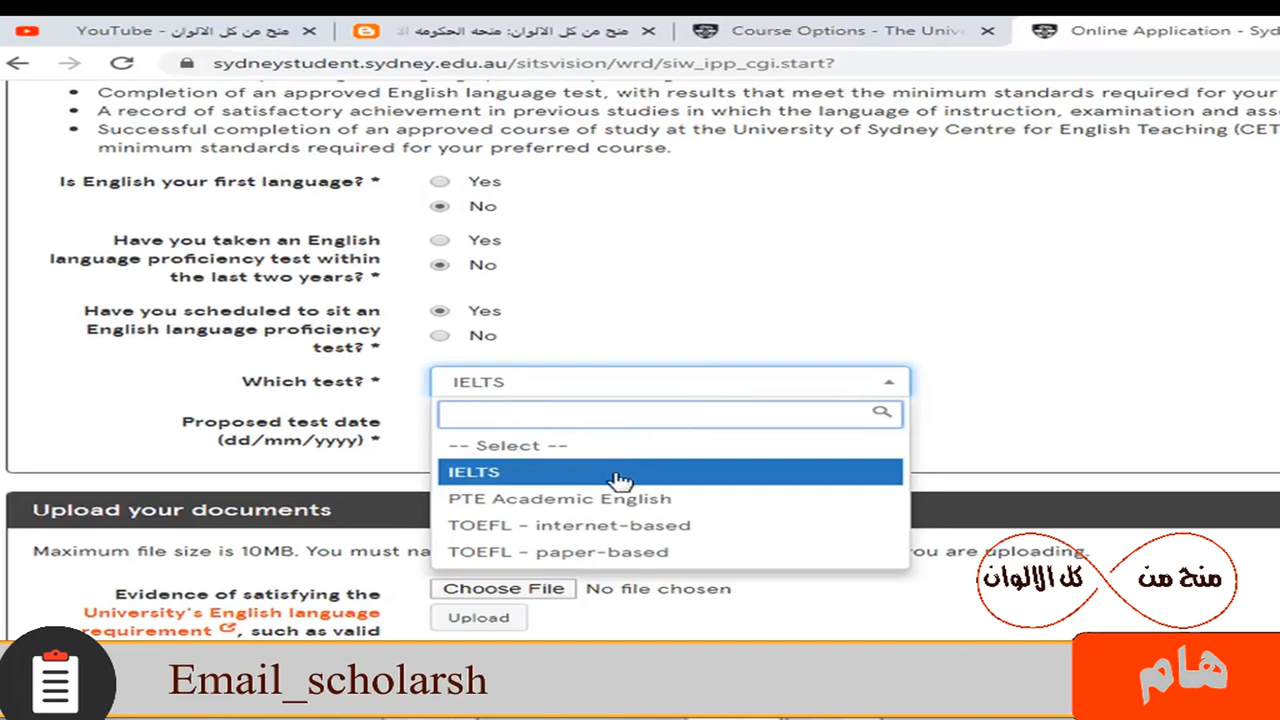 منح من كل الالوان - YouTube
منح من كل الالوان: منحه الحكومه الا
Course Options - The Unive
Online Application - Syd
sydneystudent.sydney.edu.au/sitsvision/wrd/siw_ipp_cgi.start?
• Completion of an approved English language test, with results that meet the minimum standards required for your
• A record of satisfactory achievement in previous studies in which the language of instruction, examination and ass
• Successful completion of an approved course of study at the University of Sydney Centre for English Teaching (CET
minimum standards required for your preferred course.
Is English your first language? *
Yes
No
Have you taken an English
language proficiency test within
the last two years? *
Yes
No
Have you scheduled to sit an
English language proficiency
test? *
Yes
No
Which test? *
IELTS
-- Select --
IELTS
PTE Academic English
TOEFL - internet-based
TOEFL - paper-based
Proposed test date
(dd/mm/yyyy) *
Upload your documents
Maximum file size is 10MB. You must na
you are uploading.
Evidence of satisfying the
University's English language
requirement, such as valid
Choose File No file chosen
Upload
منح من
كل الالوان
Email_scholarsh
هام